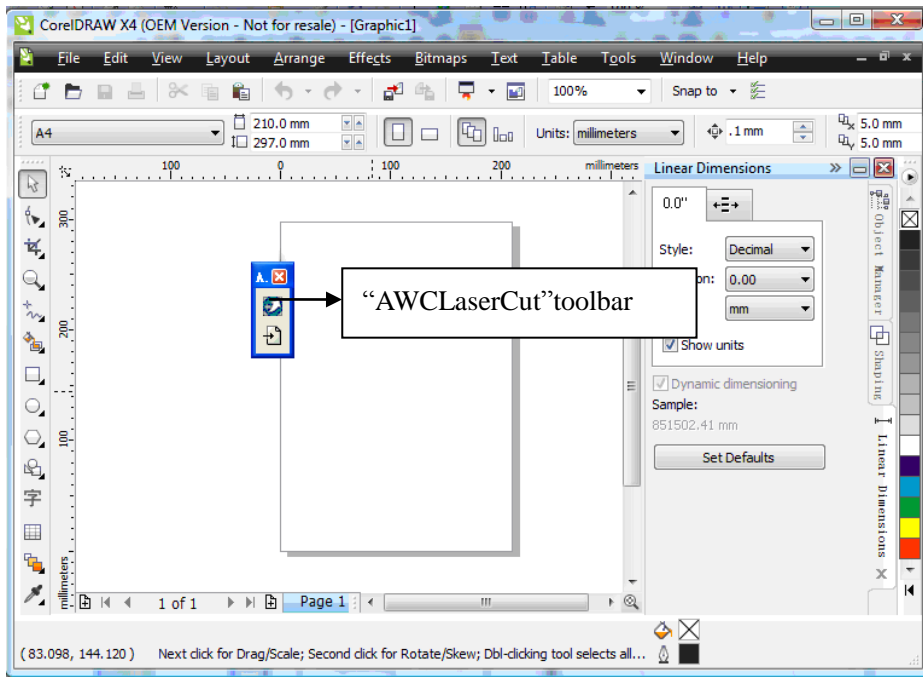 CorelDRAW X4 (OEM Version - Not for resale) - [Graphic1]
File Edit View Layout Arrange Effects Bitmaps Text Table Tools Window Help
100% Snap to
A4 210.0 mm 297.0 mm Units: millimeters .1 mm 5.0 mm 5.0 mm
100 0 100 200 millimeters
Linear Dimensions
0.0"
Style: Decimal
on: 0.00
mm
Show units
Dynamic dimensioning
Sample:
851502.41 mm
Set Defaults
Object Manager
Shaping
Linear Dimensions
A..
“AWCLaserCut”toolbar
200
200
100
millimeters
字
1 of 1 Page 1
(83.098, 144.120) Next click for Drag/Scale; Second click for Rotate/Skew; Dbl-clicking tool selects all...